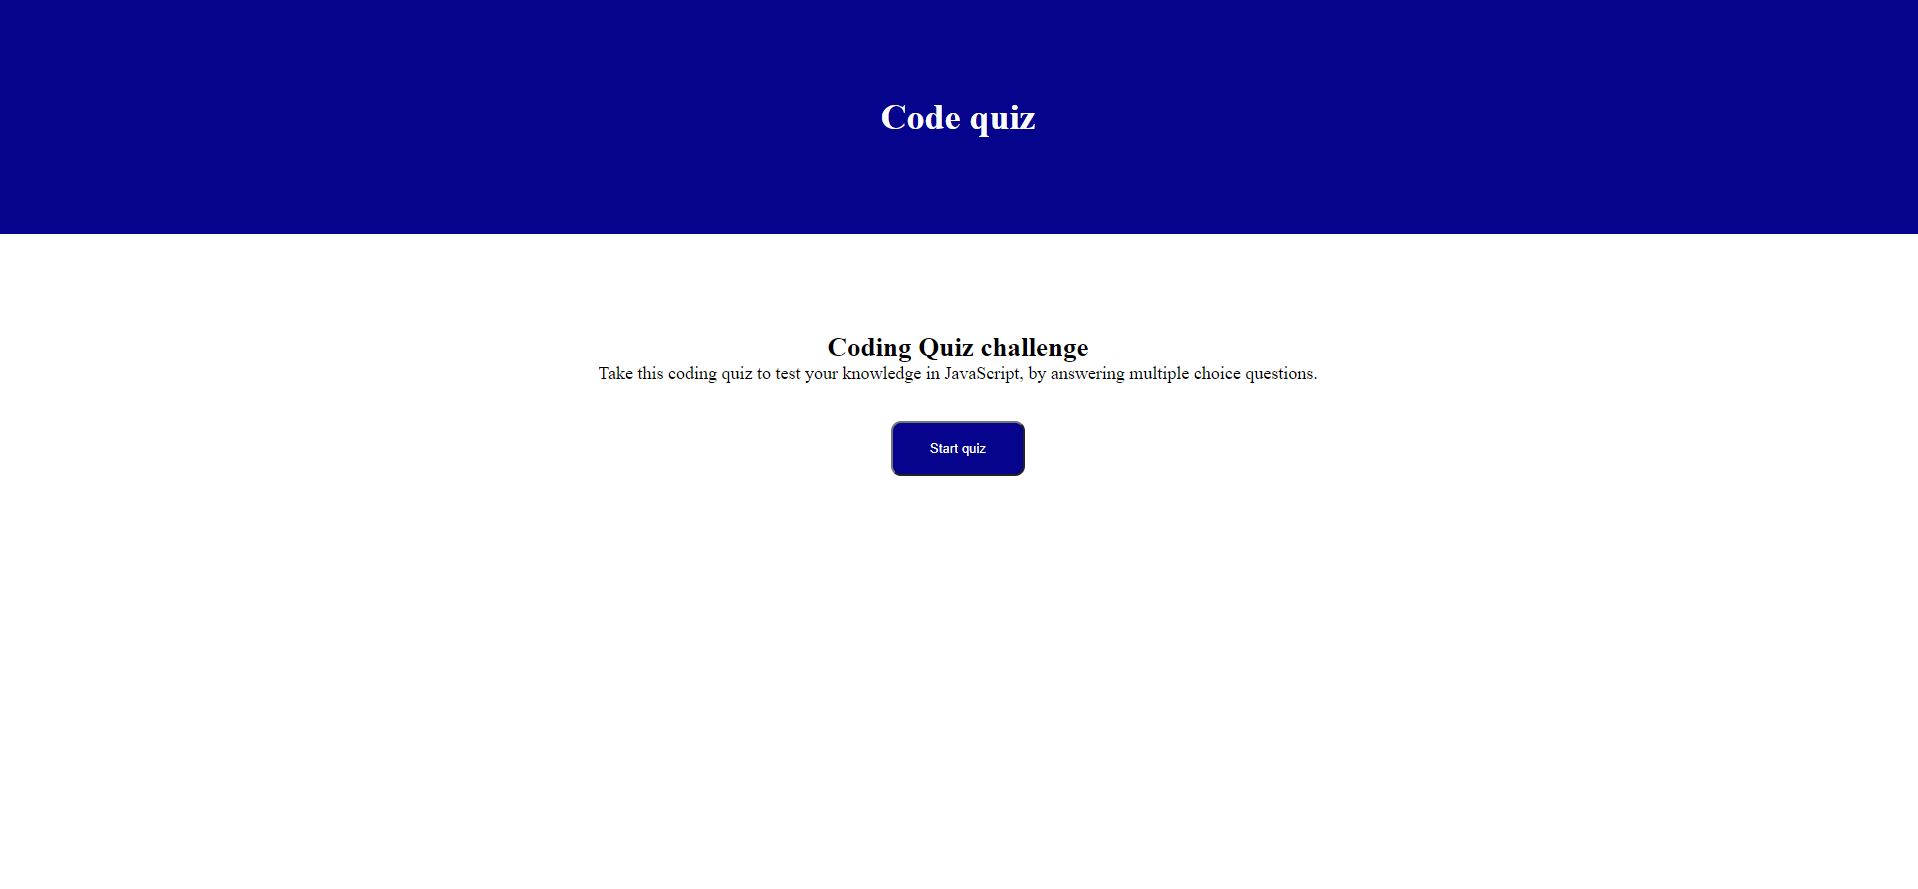 Code quiz
Coding Quiz challenge
Take this coding quiz to test your knowledge in JavaScript, by answering multiple choice questions.
Start quiz